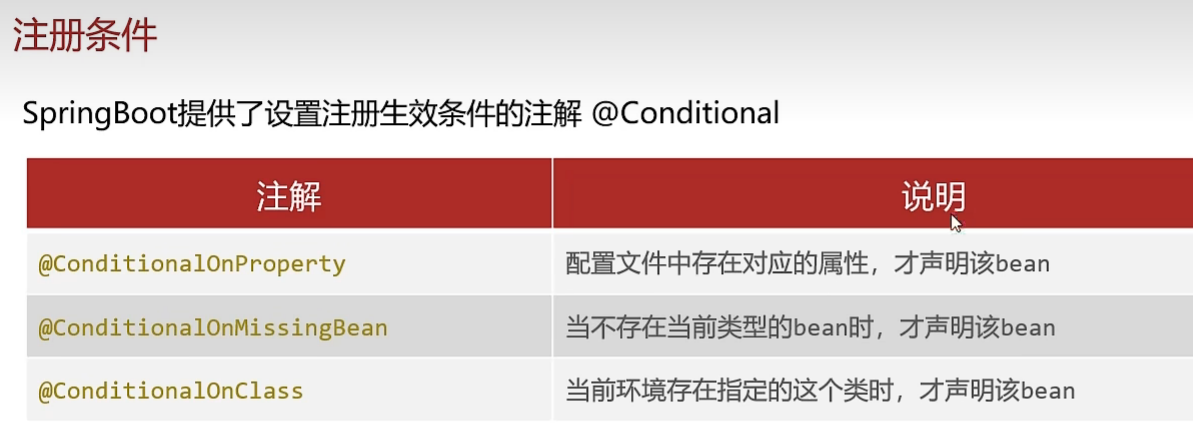 注册条件
SpringBoot提供了设置注册生效条件的注解 @Conditional
注解 说明
@ConditionalOnProperty 配置文件中存在对应的属性，才声明该bean
@ConditionalOnMissingBean 当不存在当前类型的bean时，才声明该bean
@ConditionalOnClass 当前环境存在指定的这个类时，才声明该bean